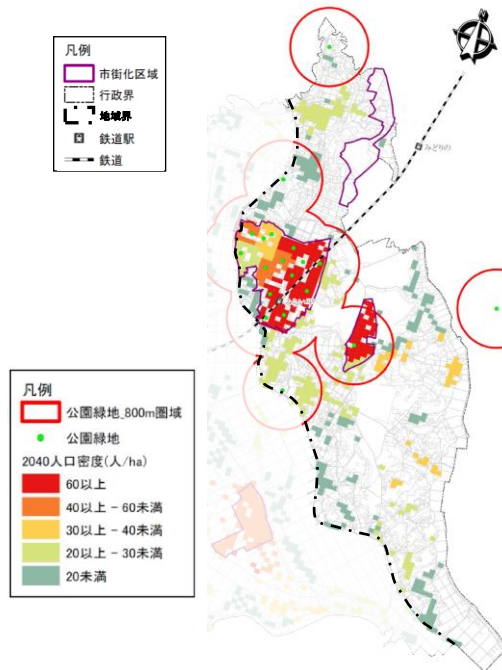 凡例
市街化区域
行政界
地域界
鉄道駅
鉄道
みどりの
凡例
公園緑地_800m圏域
公園緑地
2040人口密度(人/ha)
60以上
40以上 - 60未満
30以上 - 40未満
20以上 - 30未満
20未満